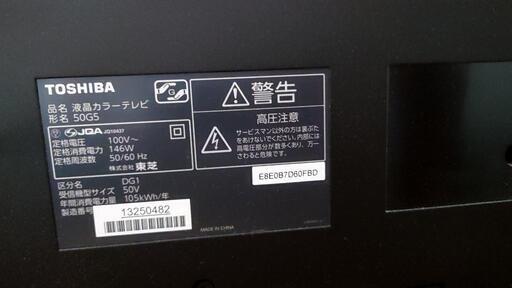 TOSHIBA
品名 液晶カラーテレビ
形名 50G5
JQA JQ10437
定格電圧 100V~
定格消費電力 146W
定格周波数 50/60 Hz
株式会社 東芝
区分名 DG1
受信機型サイズ 50V
年間消費電力量 105kWh/年
製造番号 13250482
警告
高圧注意
サービスマン以外の方は裏ぶたをあけないでください。内部には高電圧部分が数多くあり、万一さわると危険です。
E8E0B7D60FBD
MADE IN CHINA